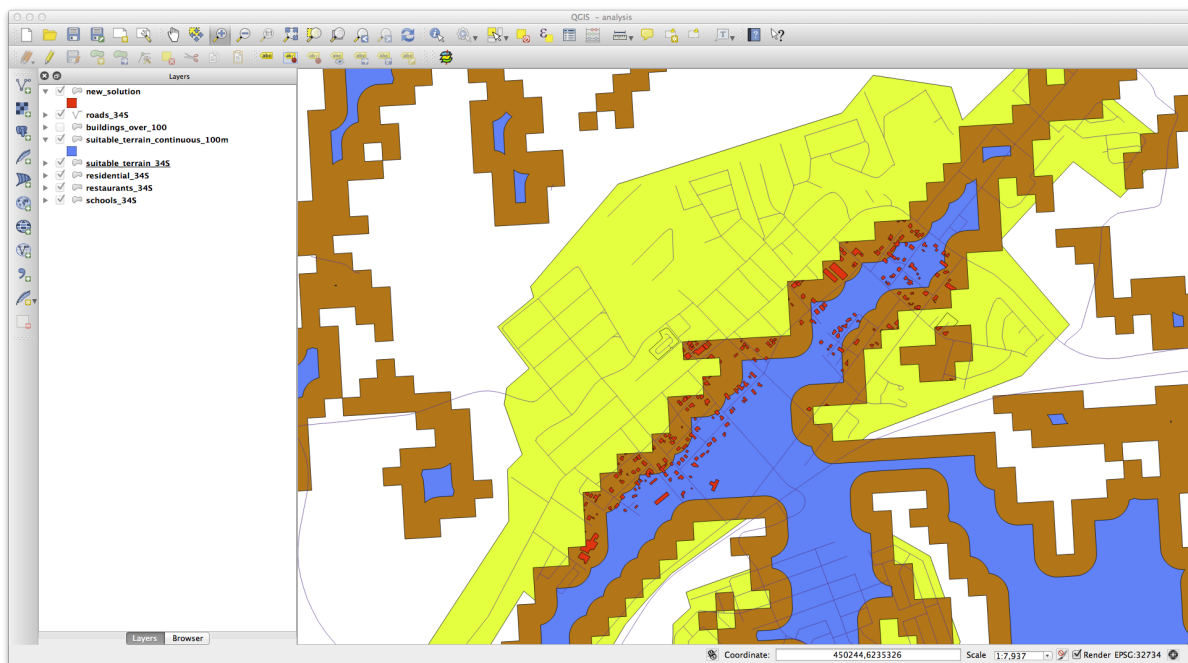 QGIS - analysis
Layers
new_solution
roads_34S
buildings_over_100
suitable_terrain_continuous_100m
suitable_terrain_34S
residential_34S
restaurants_34S
schools_34S
Layers Browser
Coordinate: 450244,6235326 Scale 1:7,937 Render EPSG:32734